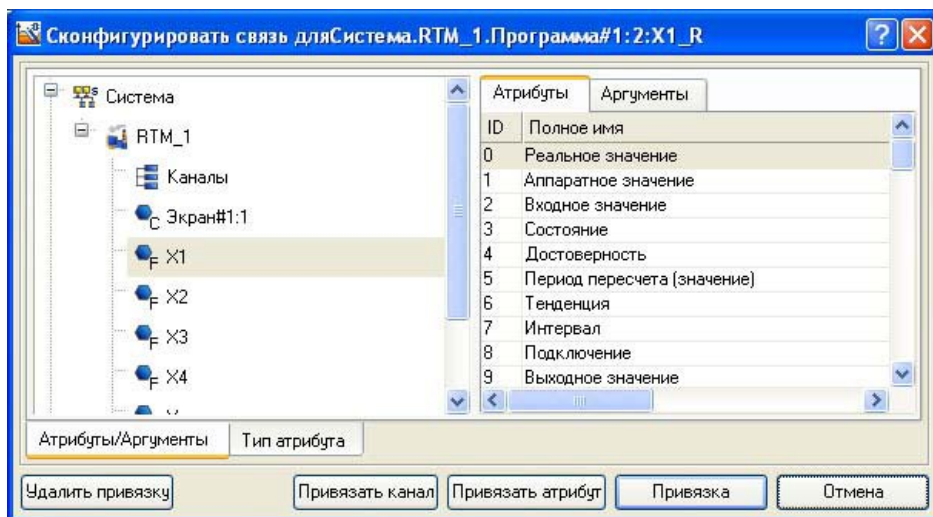 Сконфигурировать связь дляСистема.RTM_1.Программа#1:2:X1_R
Система
RTM_1
Каналы
Экран#1:1
X1
X2
X3
X4
Атрибуты/Аргументы
Тип атрибута
Атрибуты
Аргументы
ID Полное имя
0 Реальное значение
1 Аппаратное значение
2 Входное значение
3 Состояние
4 Достоверность
5 Период пересчета (значение)
6 Тенденция
7 Интервал
8 Подключение
9 Выходное значение
Удалить привязку
Привязать канал
Привязать атрибут
Привязка
Отмена